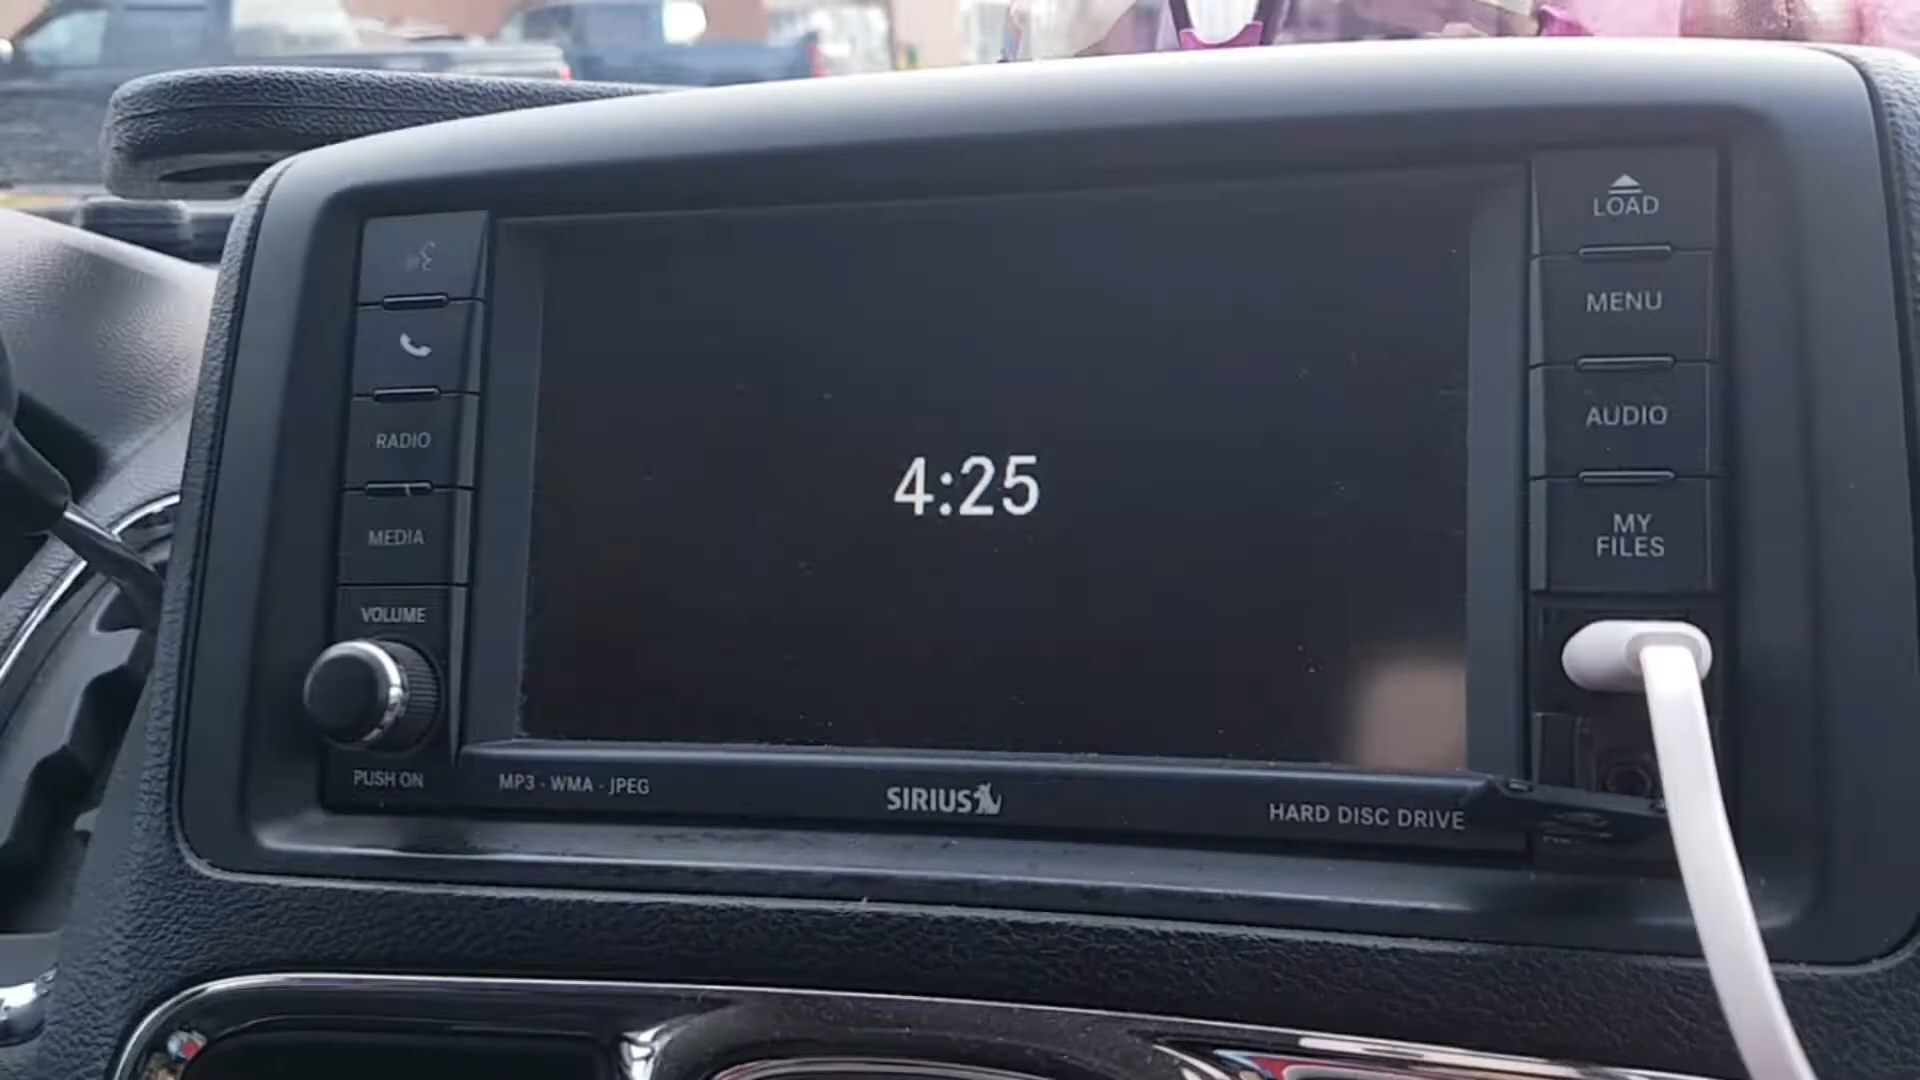 LOAD
MENU
RADIO
AUDIO
4:25
MEDIA
MY
FILES
VOLUME
PUSH ON
MP3 · WMA · JPEG
SIRIUS
HARD DISC DRIVE